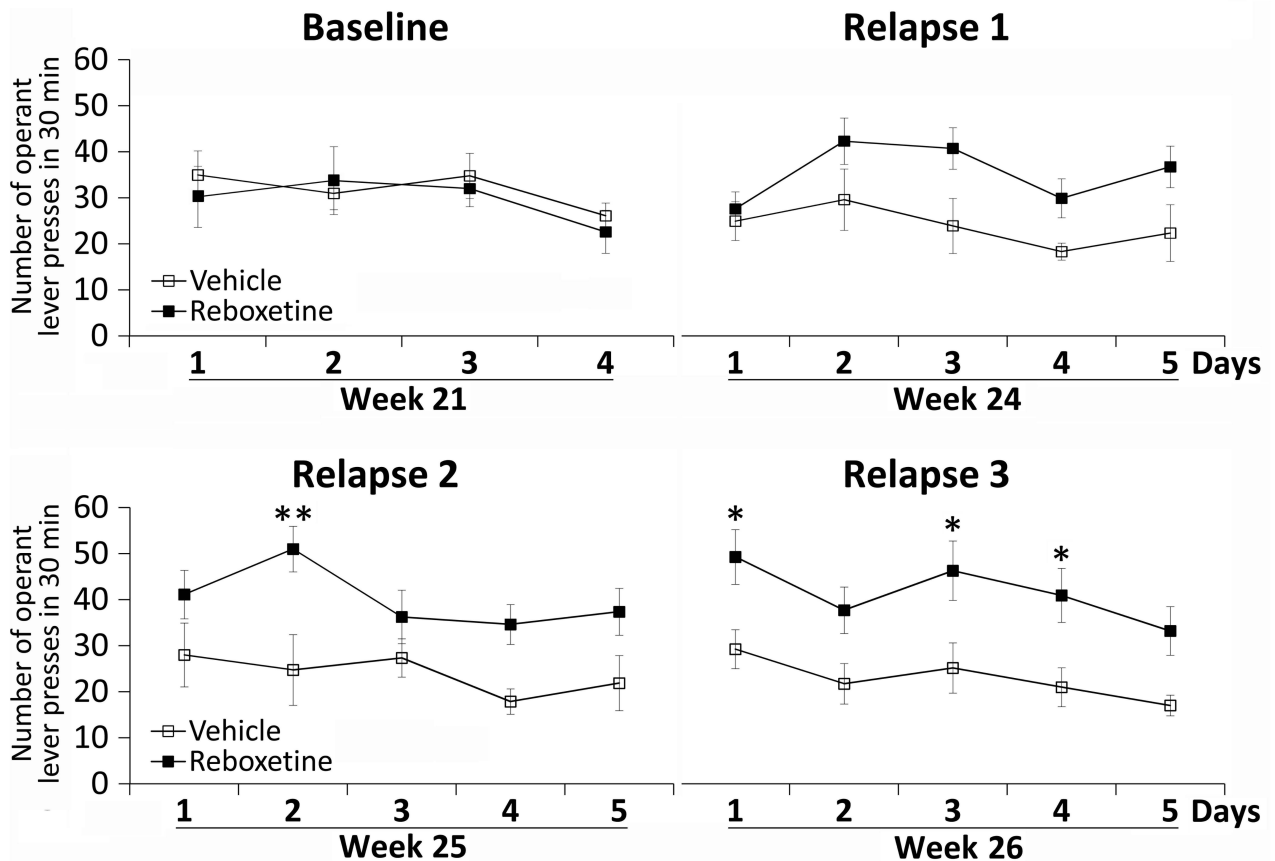 Baseline
Relapse 1
Number of operant
lever presses in 30 min
60
50
40
30
20
10
0
Vehicle
Reboxetine
1 2 3 4
Week 21
1 2 3 4 5 Days
Week 24
Relapse 2
Relapse 3
Number of operant
lever presses in 30 min
60
50
40
30
20
10
0
**
*
*
*
Vehicle
Reboxetine
1 2 3 4 5
Week 25
1 2 3 4 5 Days
Week 26